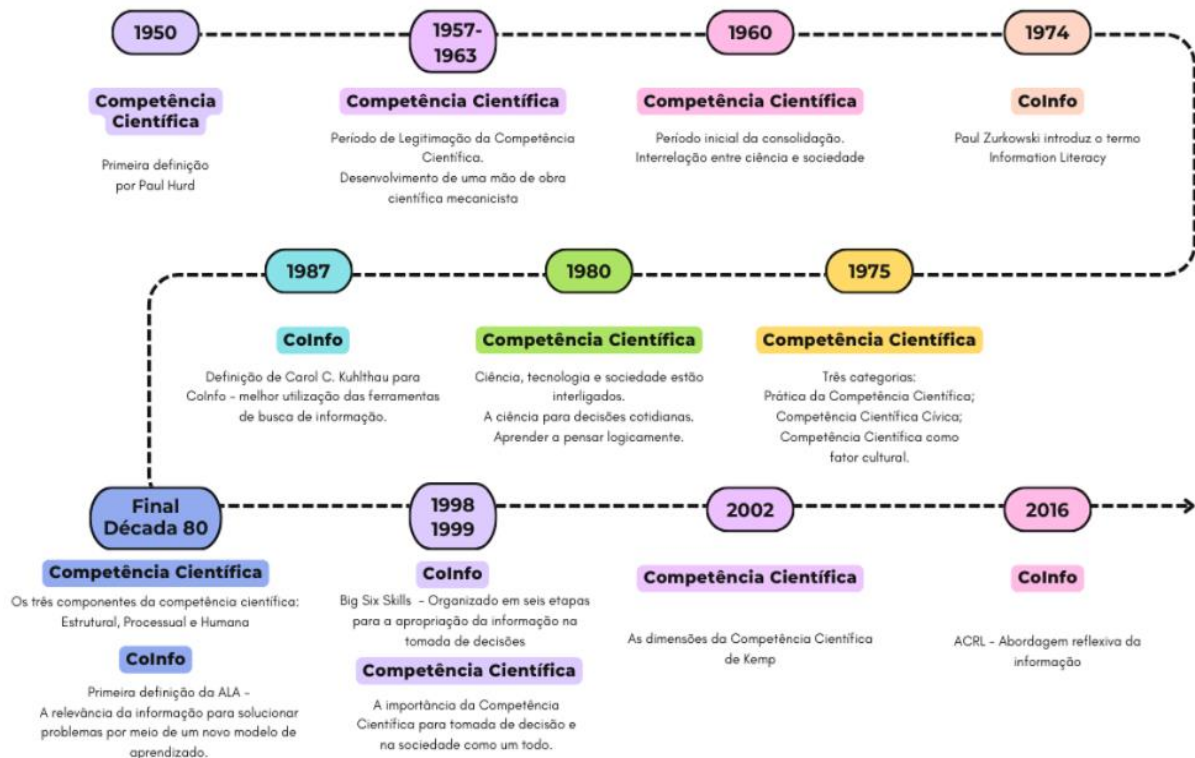 1950
Competência
Científica
Primeira definição
por Paul Hurd
1957-
1963
Competência Científica
Período de Legitimação da Competência
Científica.
Desenvolvimento de uma mão de obra
científica mecanicista
1960
Competência Científica
Período inicial da consolidação.
Interrelação entre ciência e sociedade
1974
CoInfo
Paul Zurkowski introduz o termo
Information Literacy
1987
CoInfo
Definição de Carol C. Kuhlthau para
CoInfo - melhor utilização das ferramentas
de busca de informação.
1980
Competência Científica
Ciência, tecnologia e sociedade estão
interligados.
A ciência para decisões cotidianas.
Aprender a pensar logicamente.
1975
Competência Científica
Três categorias:
Prática da Competência Científica;
Competência Científica Cívica;
Competência Científica como
fator cultural.
Final
Década 80
Competência Científica
Os três componentes da competência científica:
Estrutural, Processual e Humana
CoInfo
Primeira definição da ALA -
A relevância da informação para solucionar
problemas por meio de um novo modelo de
aprendizado.
1998
1999
CoInfo
Big Six Skills - Organizado em seis etapas
para a apropriação da informação na
tomada de decisões
Competência Científica
A importância da Competência
Científica para tomada de decisão e
na sociedade como um todo.
2002
Competência Científica
As dimensões da Competência Científica
de Kemp
2016
CoInfo
ACRL - Abordagem reflexiva da
informação